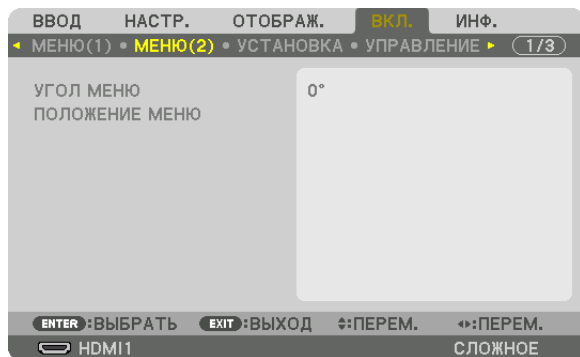 ВВОД НАСТР. ОТОБРАЖ. ВКЛ. ИНФ.
МЕНЮ(1) • МЕНЮ(2) • УСТАНОВКА • УПРАВЛЕНИЕ 1/3
УГОЛ МЕНЮ 0°
ПОЛОЖЕНИЕ МЕНЮ
ENTER :ВЫБРАТЬ EXIT :ВЫХОД :ПЕРЕМ. :ПЕРЕМ.
HDMI1 СЛОЖНОЕ